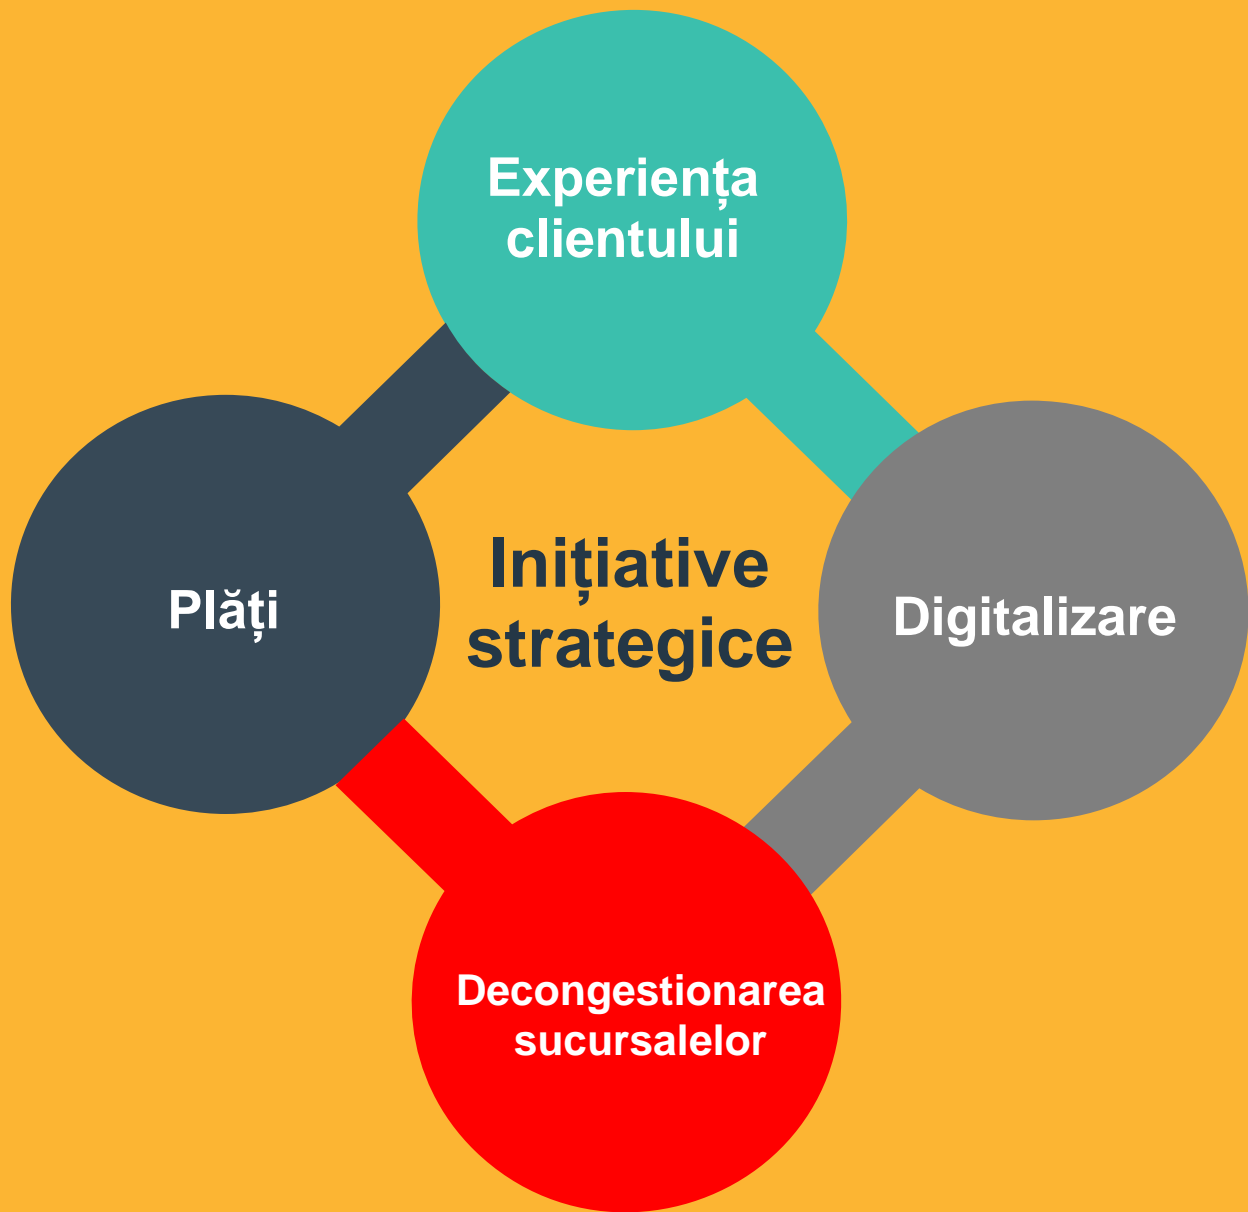 Experiența
clientului
Inițiative
strategice
Plăți
Digitalizare
Decongestionarea
sucursalelor